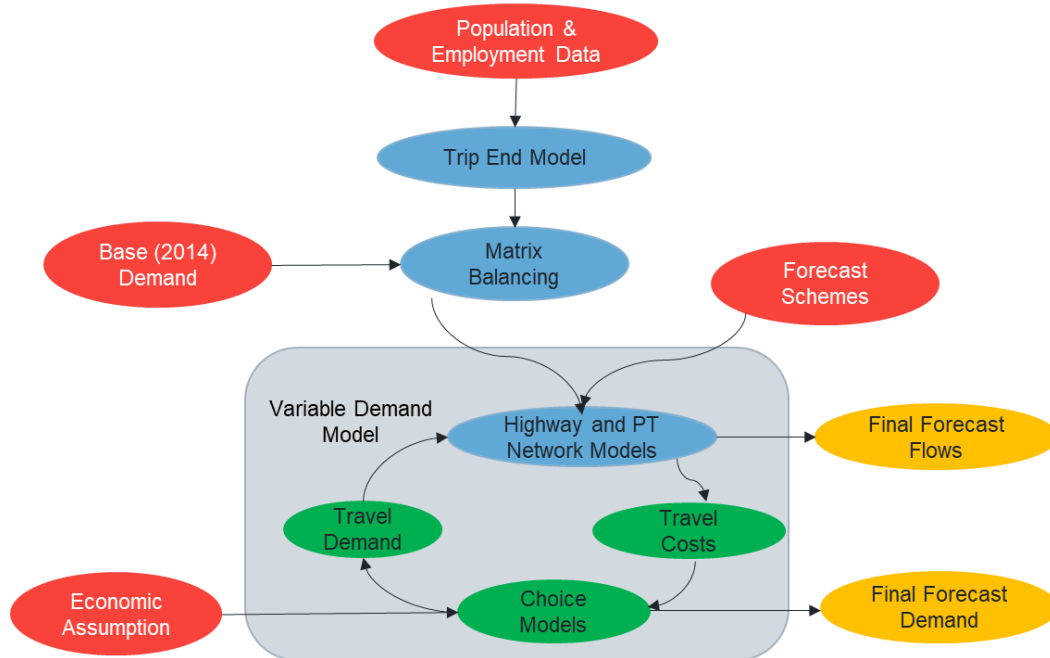 Population &
Employment Data
Trip End Model
Base (2014)
Demand
Matrix
Balancing
Forecast
Schemes
Variable Demand
Model
Highway and PT
Network Models
Final Forecast
Flows
Travel
Demand
Travel
Costs
Economic
Assumption
Choice
Models
Final Forecast
Demand